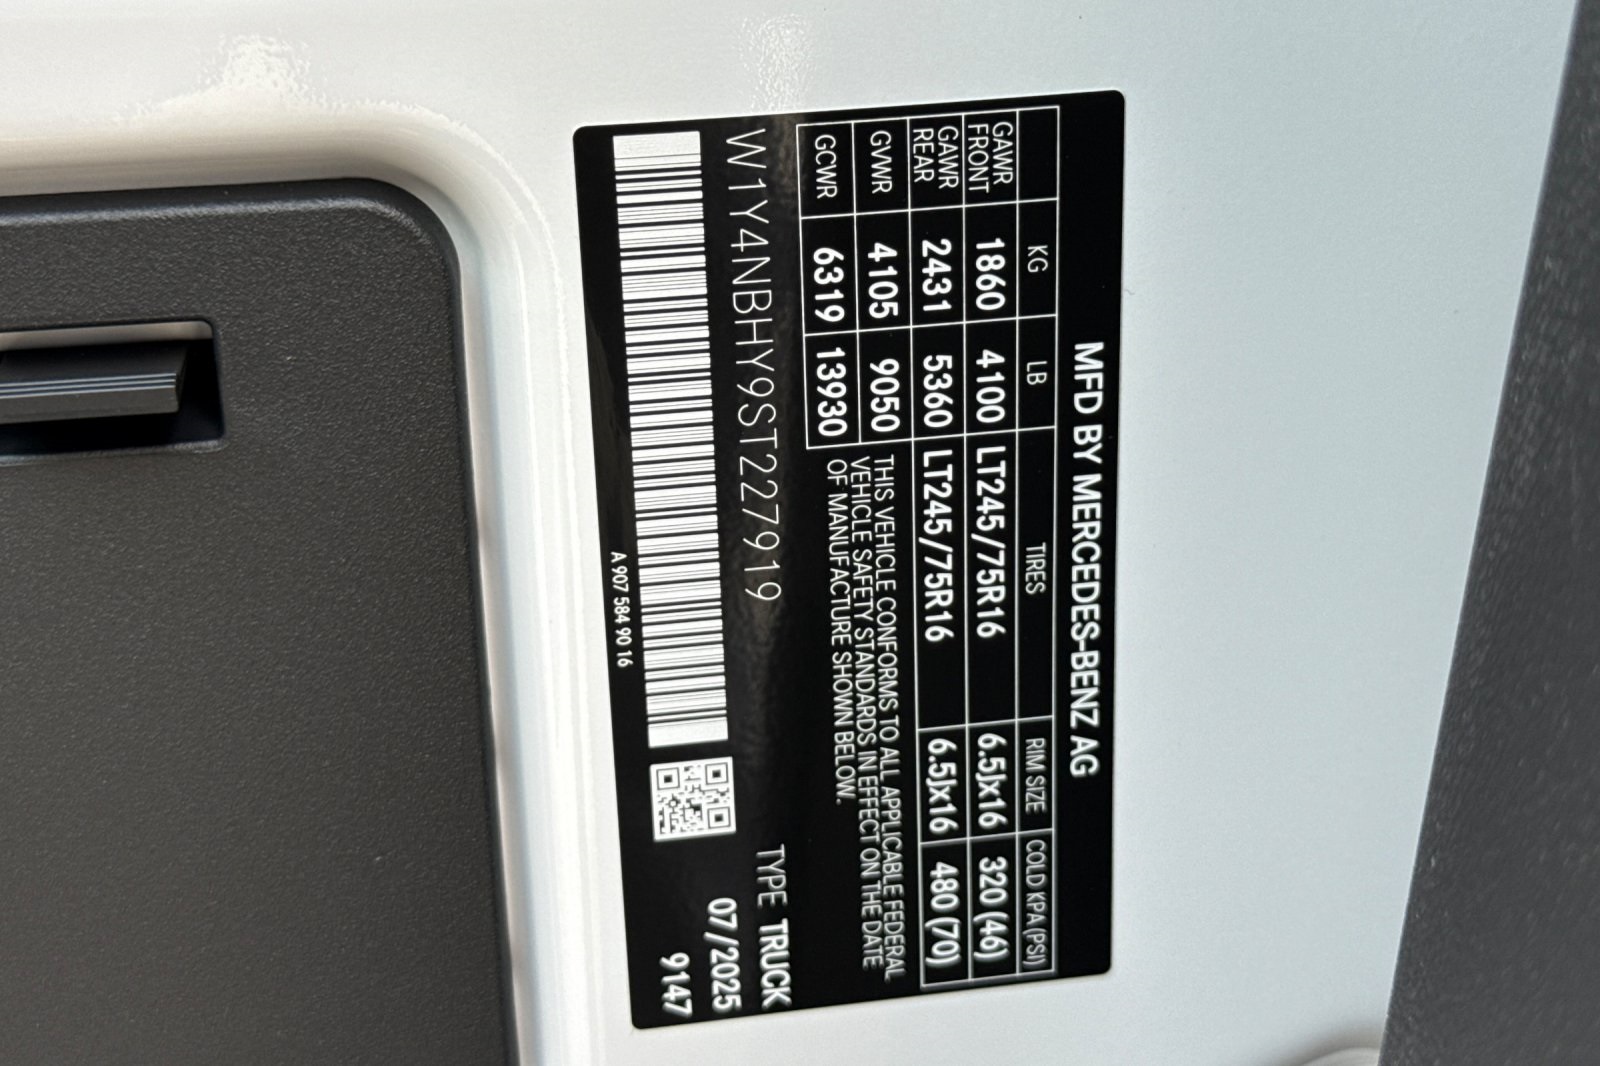 MFD BY MERCEDES-BENZ AG
KG LB TIRES RIM SIZE COLD KPA (PSI)
GAWR FRONT 1860 4100 LT245/75R16 6.5Jx16 320 (46)
GAWR REAR 2431 5360 LT245/75R16 6.5Jx16 480 (70)
GVWR 4105 9050
GCWR 6319 13930
THIS VEHICLE CONFORMS TO ALL APPLICABLE FEDERAL
VEHICLE SAFETY STANDARDS IN EFFECT ON THE DATE
OF MANUFACTURE SHOWN BELOW.
W1Y4NBHY9ST227919
TYPE TRUCK
07/2025
9147
A 907 584 90 16